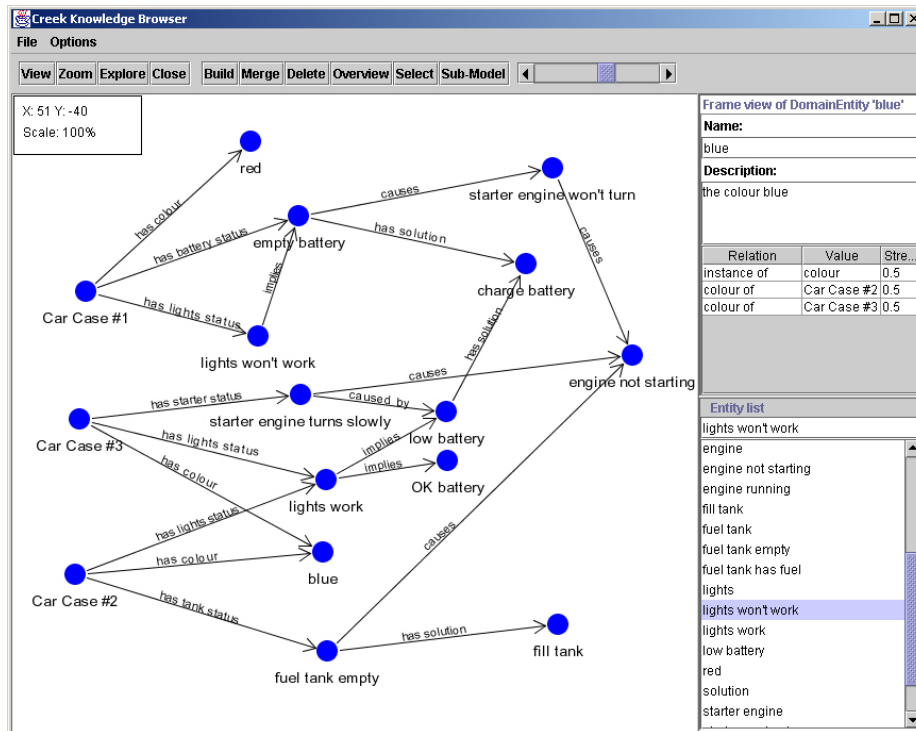 Creek Knowledge Browser
File Options
View Zoom Explore Close Build Merge Delete Overview Select Sub-Model
X: 51 Y: -40
Scale: 100%
red
has colour
causes
starter engine won't turn
has battery status
empty battery
has solution
causes
implies
charge battery
Car Case #1
has lights status
lights won't work
has solution
causes
engine not starting
has starter status
starter engine turns slowly
caused by
low battery
Car Case #3
has lights status
implies
implies
OK battery
has colour
lights work
has lights status
causes
has colour
blue
Car Case #2
has tank status
has solution
fill tank
fuel tank empty
Frame view of DomainEntity 'blue'
Name:
blue
Description:
the colour blue
Relation Value Stre...
instance of colour 0.5
colour of Car Case #2 0.5
colour of Car Case #3 0.5
Entity list
lights won't work
engine
engine not starting
engine running
fill tank
fuel tank
fuel tank empty
fuel tank has fuel
lights
lights won't work
lights work
low battery
red
solution
starter engine